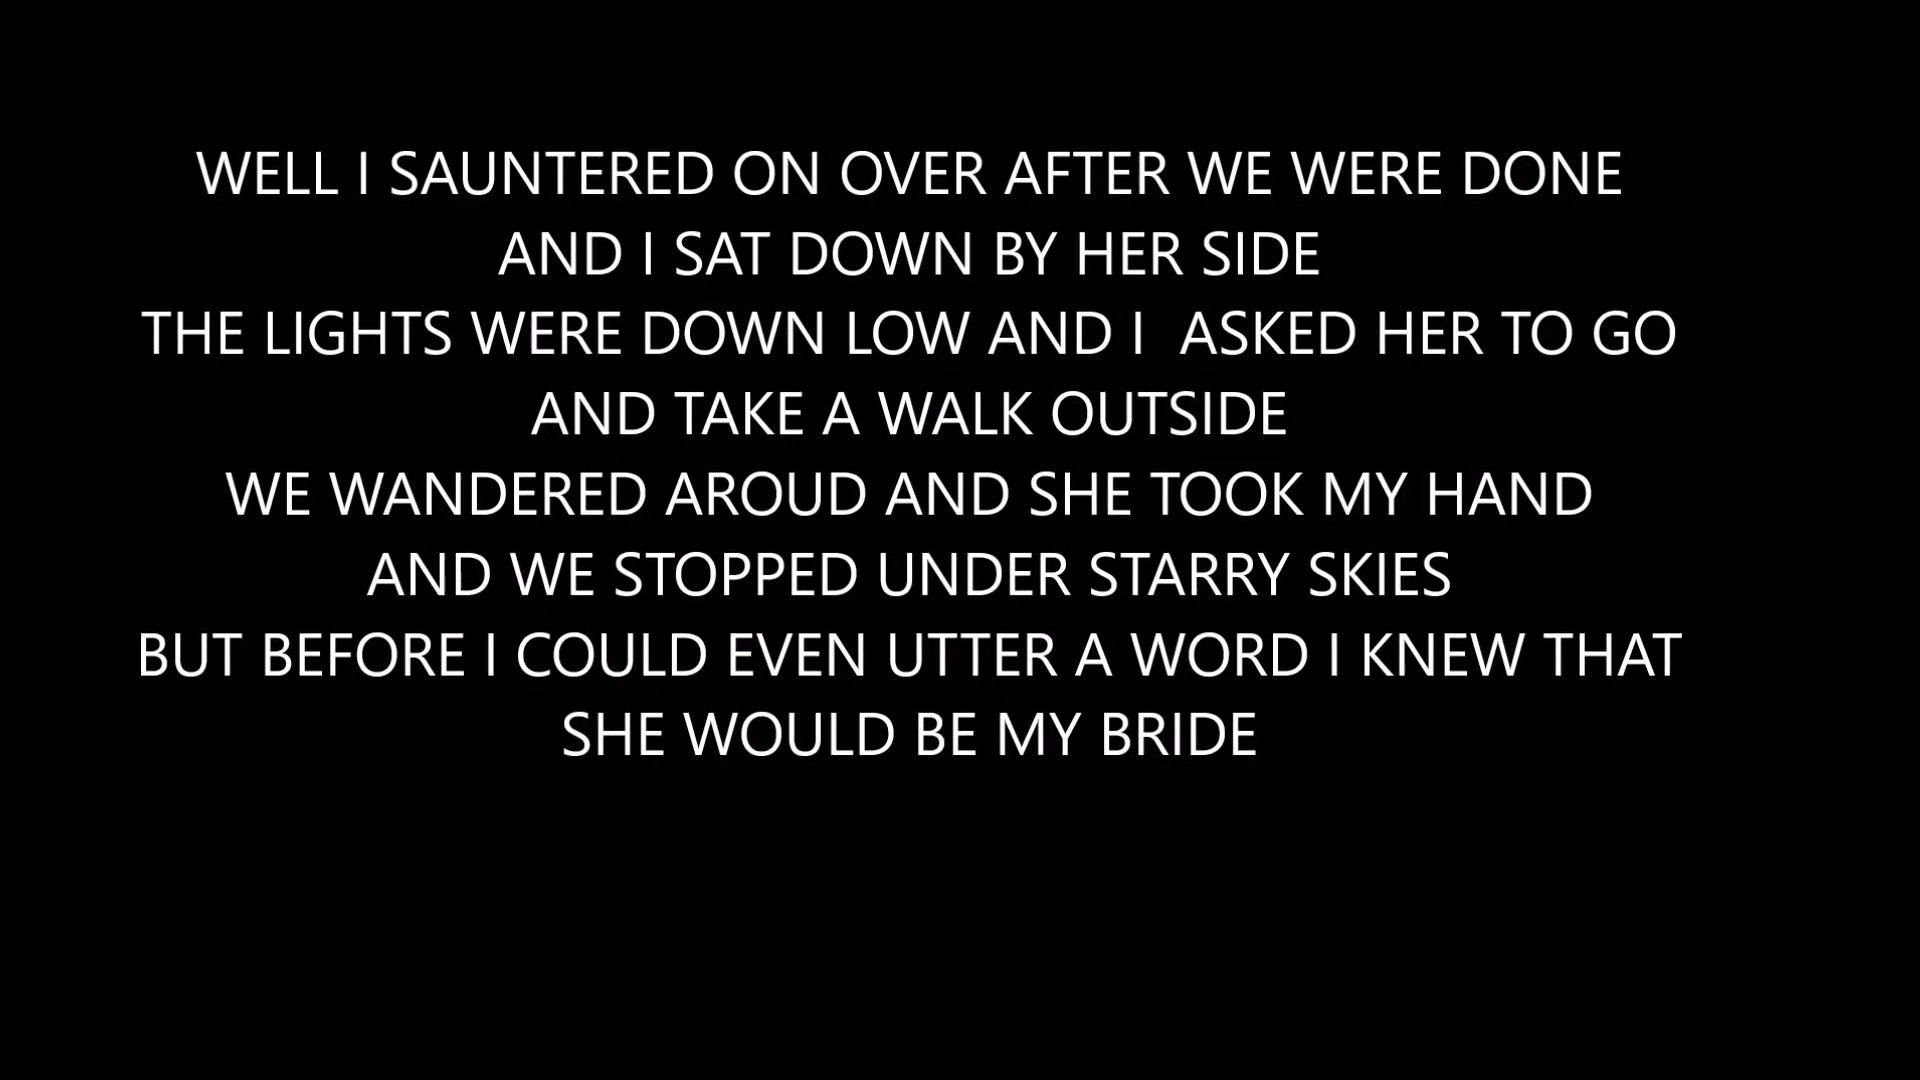 WELL I SAUNTERED ON OVER AFTER WE WERE DONE
AND I SAT DOWN BY HER SIDE
THE LIGHTS WERE DOWN LOW AND I  ASKED HER TO GO
AND TAKE A WALK OUTSIDE
WE WANDERED AROUD AND SHE TOOK MY HAND
AND WE STOPPED UNDER STARRY SKIES
BUT BEFORE I COULD EVEN UTTER A WORD I KNEW THAT
SHE WOULD BE MY BRIDE